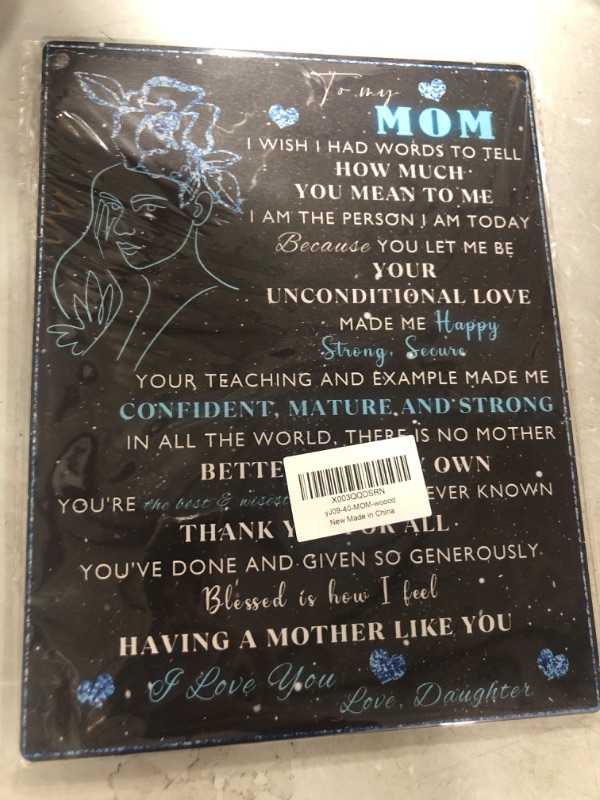 To my
MOM
I WISH I HAD WORDS TO TELL
HOW MUCH
YOU MEAN TO ME
I AM THE PERSON I AM TODAY
Because YOU LET ME BE
YOUR
UNCONDITIONAL LOVE
MADE ME Happy
Strong, Secure
YOUR TEACHING AND EXAMPLE MADE ME
CONFIDENT, MATURE AND STRONG
IN ALL THE WORLD, THERE IS NO MOTHER
OWN
YOU'RE the best & wisest EVER KNOWN
THANK FOR ALL
YOU'VE DONE AND GIVEN SO GENEROUSLY
Blessed is how I feel
HAVING A MOTHER LIKE YOU
I Love You
Love, Daughter
X003QQDSRN
yJ09-40-MOM-woood
New Made in China